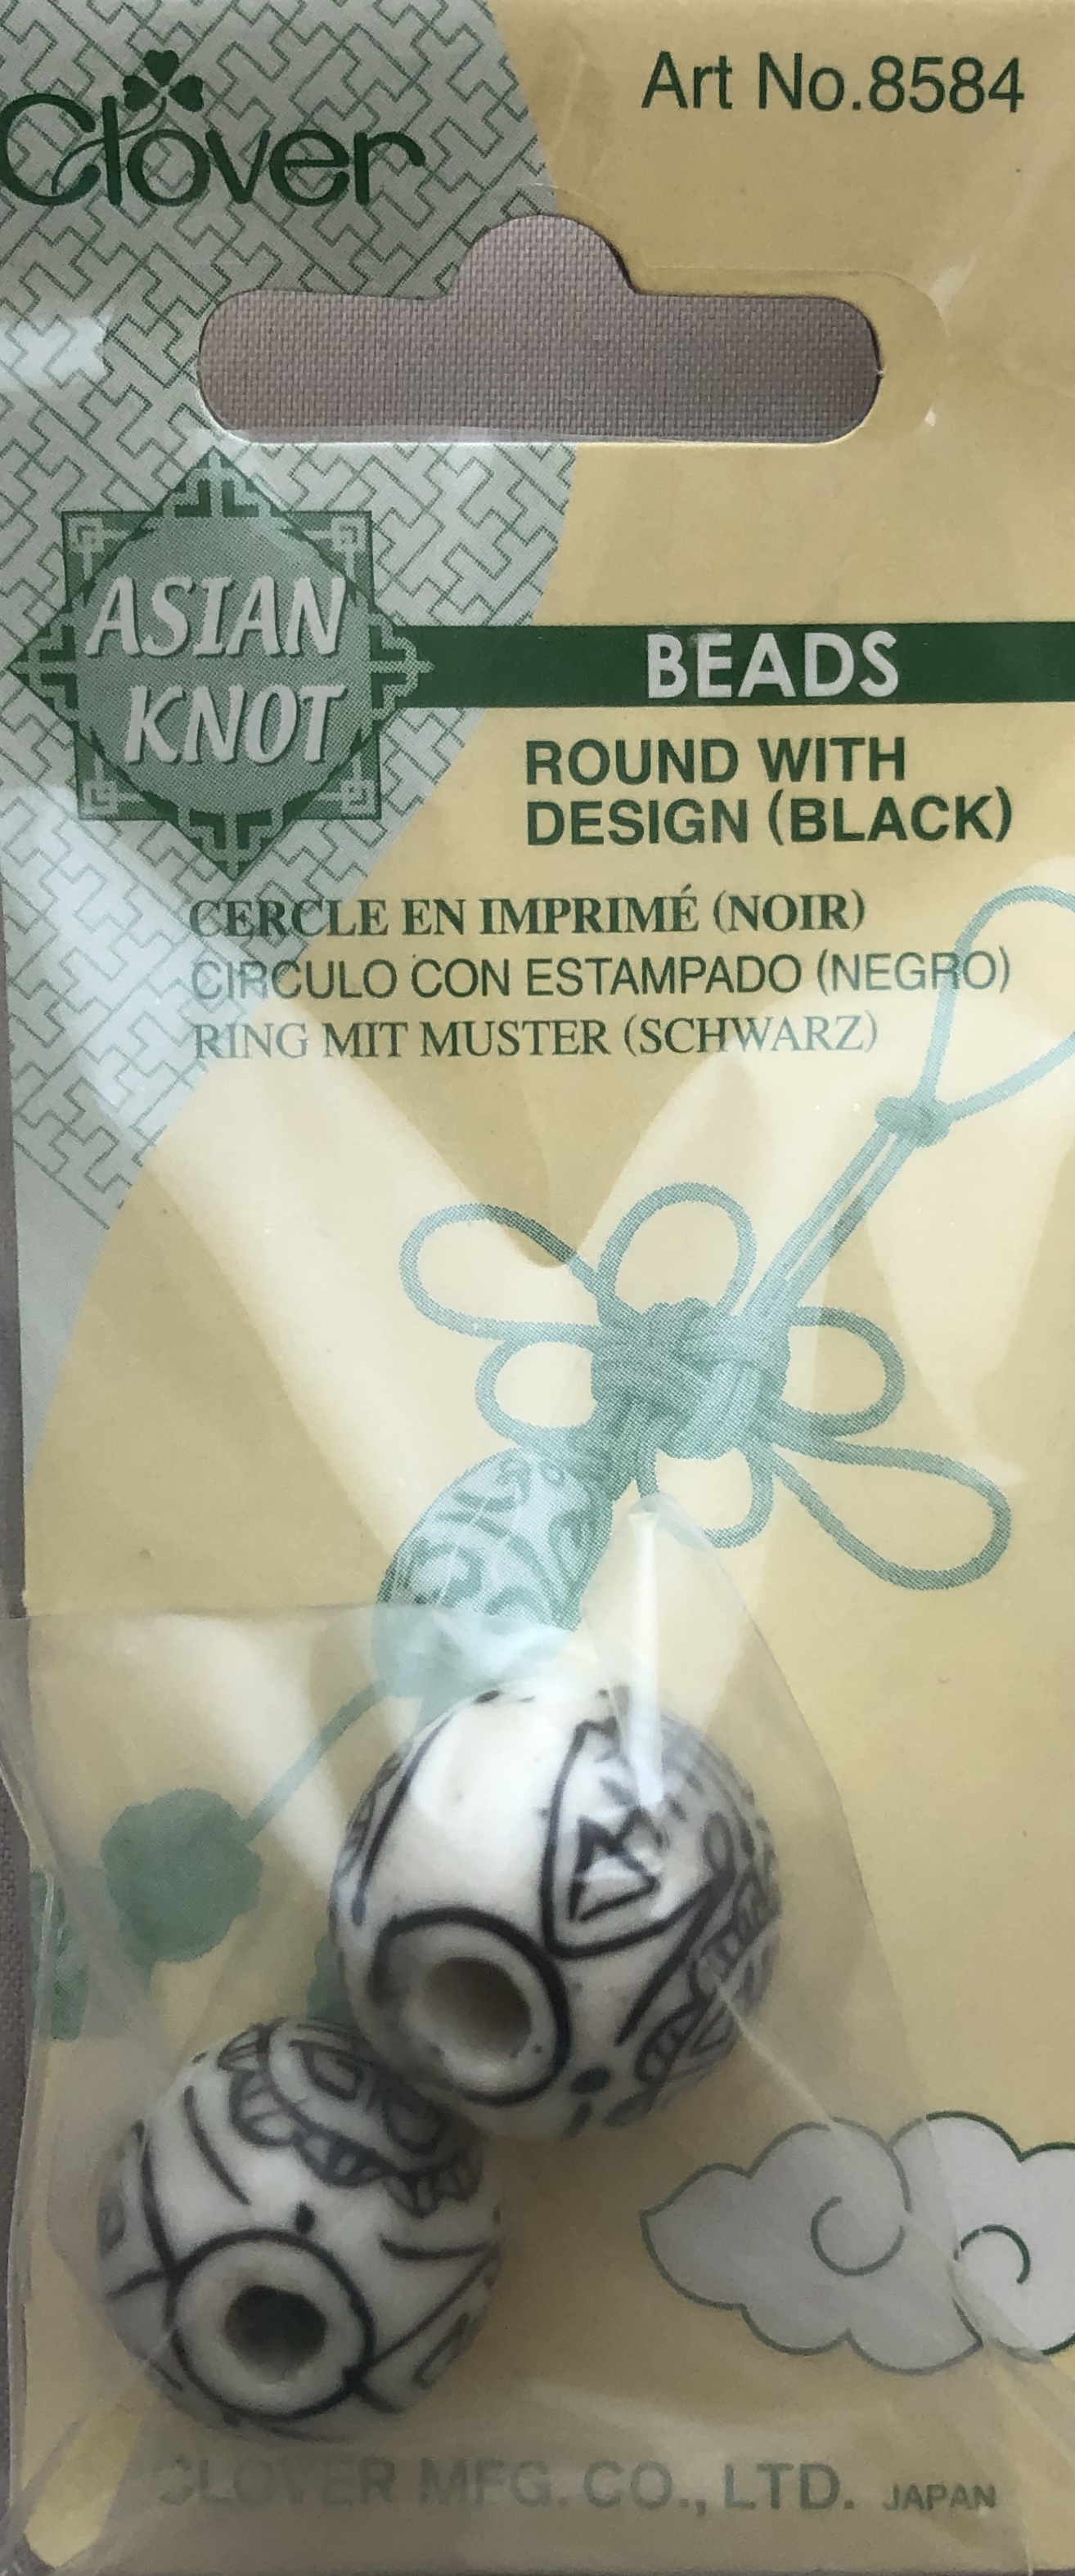 Clover
Art No.8584
ASIAN
KNOT
BEADS
ROUND WITH
DESIGN (BLACK)
CERCLE EN IMPRIMÉ (NOIR)
CIRCULO CON ESTAMPADO (NEGRO)
RING MIT MUSTER (SCHWARZ)
CLOVER MFG. CO., LTD. JAPAN